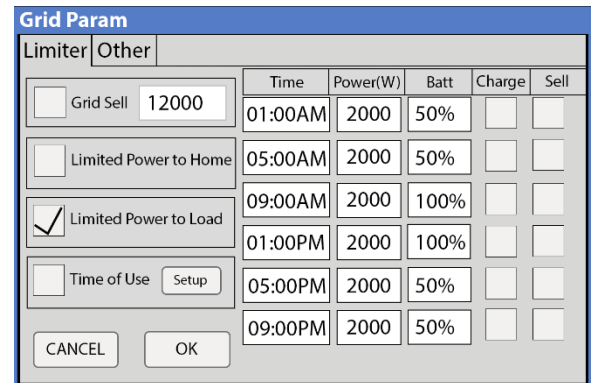 Grid Param
Limiter Other
Time Power(W) Batt Charge Sell
Grid Sell 12000
01:00AM 2000 50%
Limited Power to Home
05:00AM 2000 50%
09:00AM 2000 100%
Limited Power to Load
01:00PM 2000 100%
Time of Use Setup
05:00PM 2000 50%
09:00PM 2000 50%
CANCEL OK